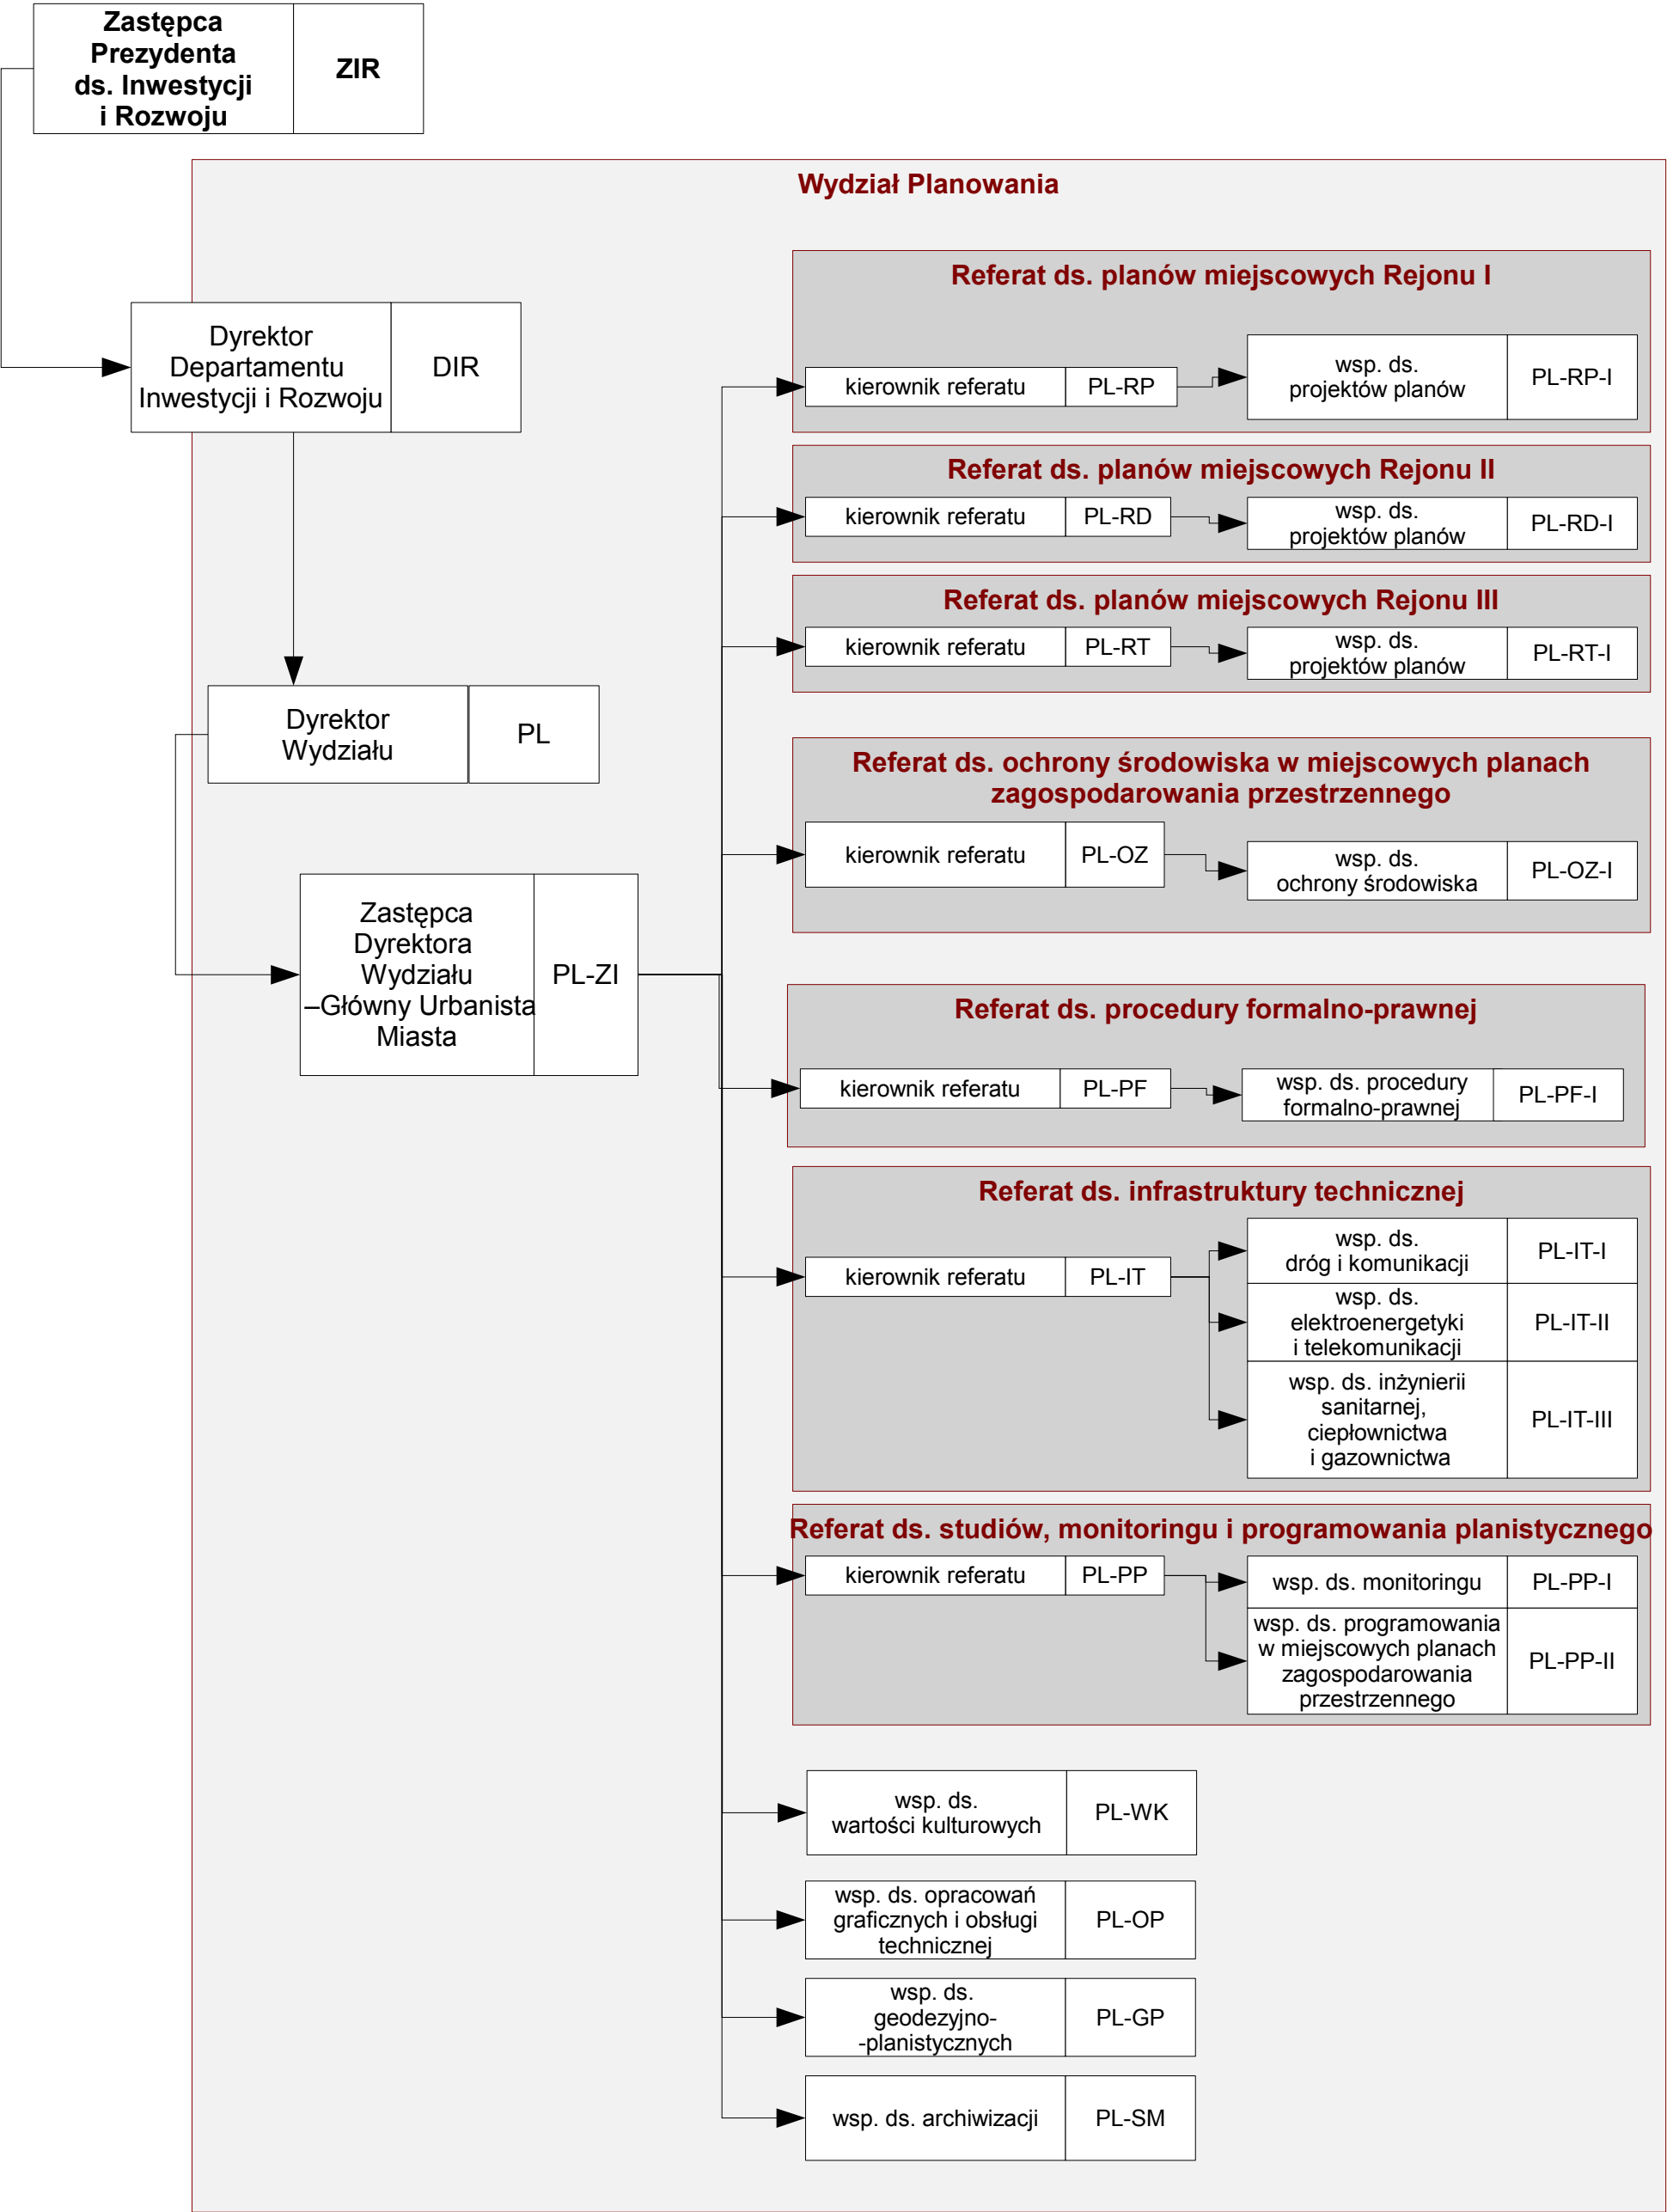 Zastępca
Prezydenta
ds. Inwestycji
i Rozwoju
ZIR
Wydział Planowania
Dyrektor
Departamentu
Inwestycji i Rozwoju
DIR
Dyrektor
Wydziału
PL
Zastępca
Dyrektora
Wydziału
–Główny Urbanista
Miasta
PL-ZI
Referat ds. planów miejscowych Rejonu I
kierownik referatu
PL-RP
wsp. ds.
projektów planów
PL-RP-I
Referat ds. planów miejscowych Rejonu II
kierownik referatu
PL-RD
wsp. ds.
projektów planów
PL-RD-I
Referat ds. planów miejscowych Rejonu III
kierownik referatu
PL-RT
wsp. ds.
projektów planów
PL-RT-I
Referat ds. ochrony środowiska w miejscowych planach
zagospodarowania przestrzennego
kierownik referatu
PL-OZ
wsp. ds.
ochrony środowiska
PL-OZ-I
Referat ds. procedury formalno-prawnej
kierownik referatu
PL-PF
wsp. ds. procedury
formalno-prawnej
PL-PF-I
Referat ds. infrastruktury technicznej
kierownik referatu
PL-IT
wsp. ds.
dróg i komunikacji
PL-IT-I
wsp. ds.
elektroenergetyki
i telekomunikacji
PL-IT-II
wsp. ds. inżynierii
sanitarnej,
ciepłownictwa
i gazownictwa
PL-IT-III
Referat ds. studiów, monitoringu i programowania planistycznego
kierownik referatu
PL-PP
wsp. ds. monitoringu
PL-PP-I
wsp. ds. programowania
w miejscowych planach
zagospodarowania
przestrzennego
PL-PP-II
wsp. ds.
wartości kulturowych
PL-WK
wsp. ds. opracowań
graficznych i obsługi
technicznej
PL-OP
wsp. ds.
geodezyjno-
-planistycznych
PL-GP
wsp. ds. archiwizacji
PL-SM